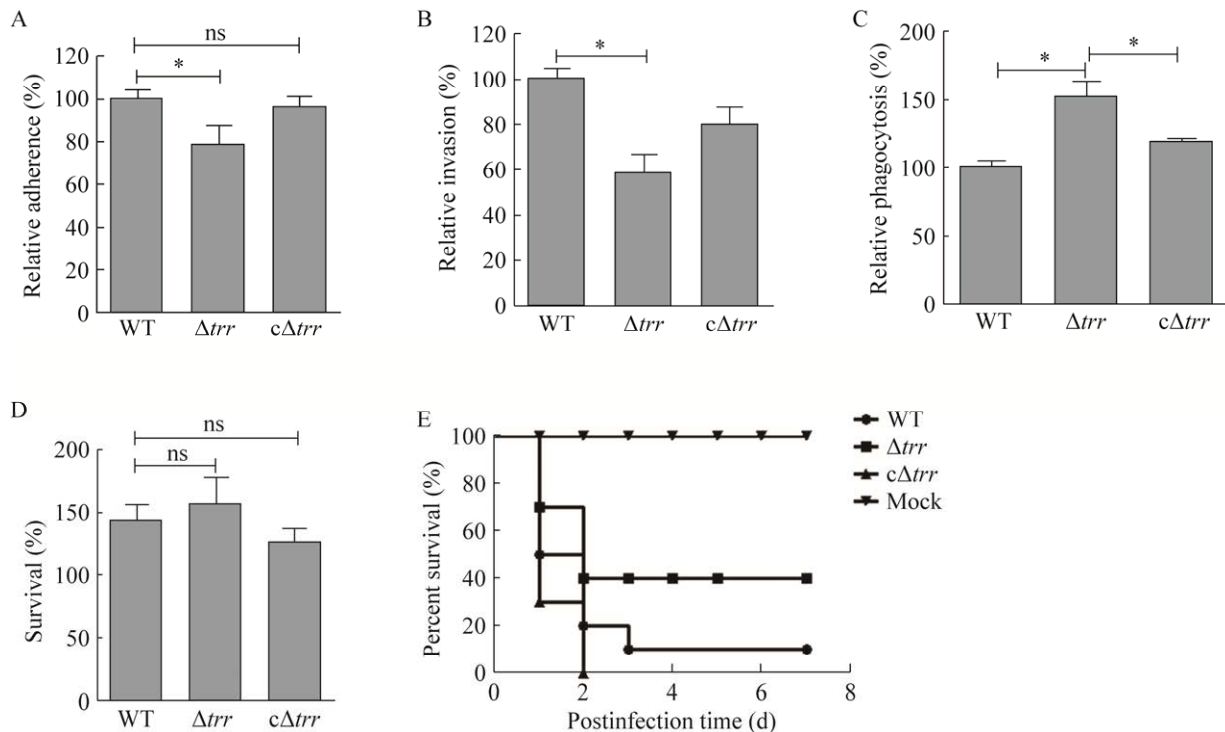 A
ns
*
120
100
80
60
40
20
0
Relative adherence (%)
WT
Δtrr
cΔtrr
B
*
120
100
80
60
40
20
0
Relative invasion (%)
WT
Δtrr
cΔtrr
C
*
*
200
150
100
50
0
Relative phagocytosis (%)
WT
Δtrr
cΔtrr
D
ns
ns
200
150
100
50
0
Survival (%)
WT
Δtrr
cΔtrr
E
100
80
60
40
20
0
Percent survival (%)
0 2 4 6 8
Postinfection time (d)
WT
Δtrr
cΔtrr
Mock